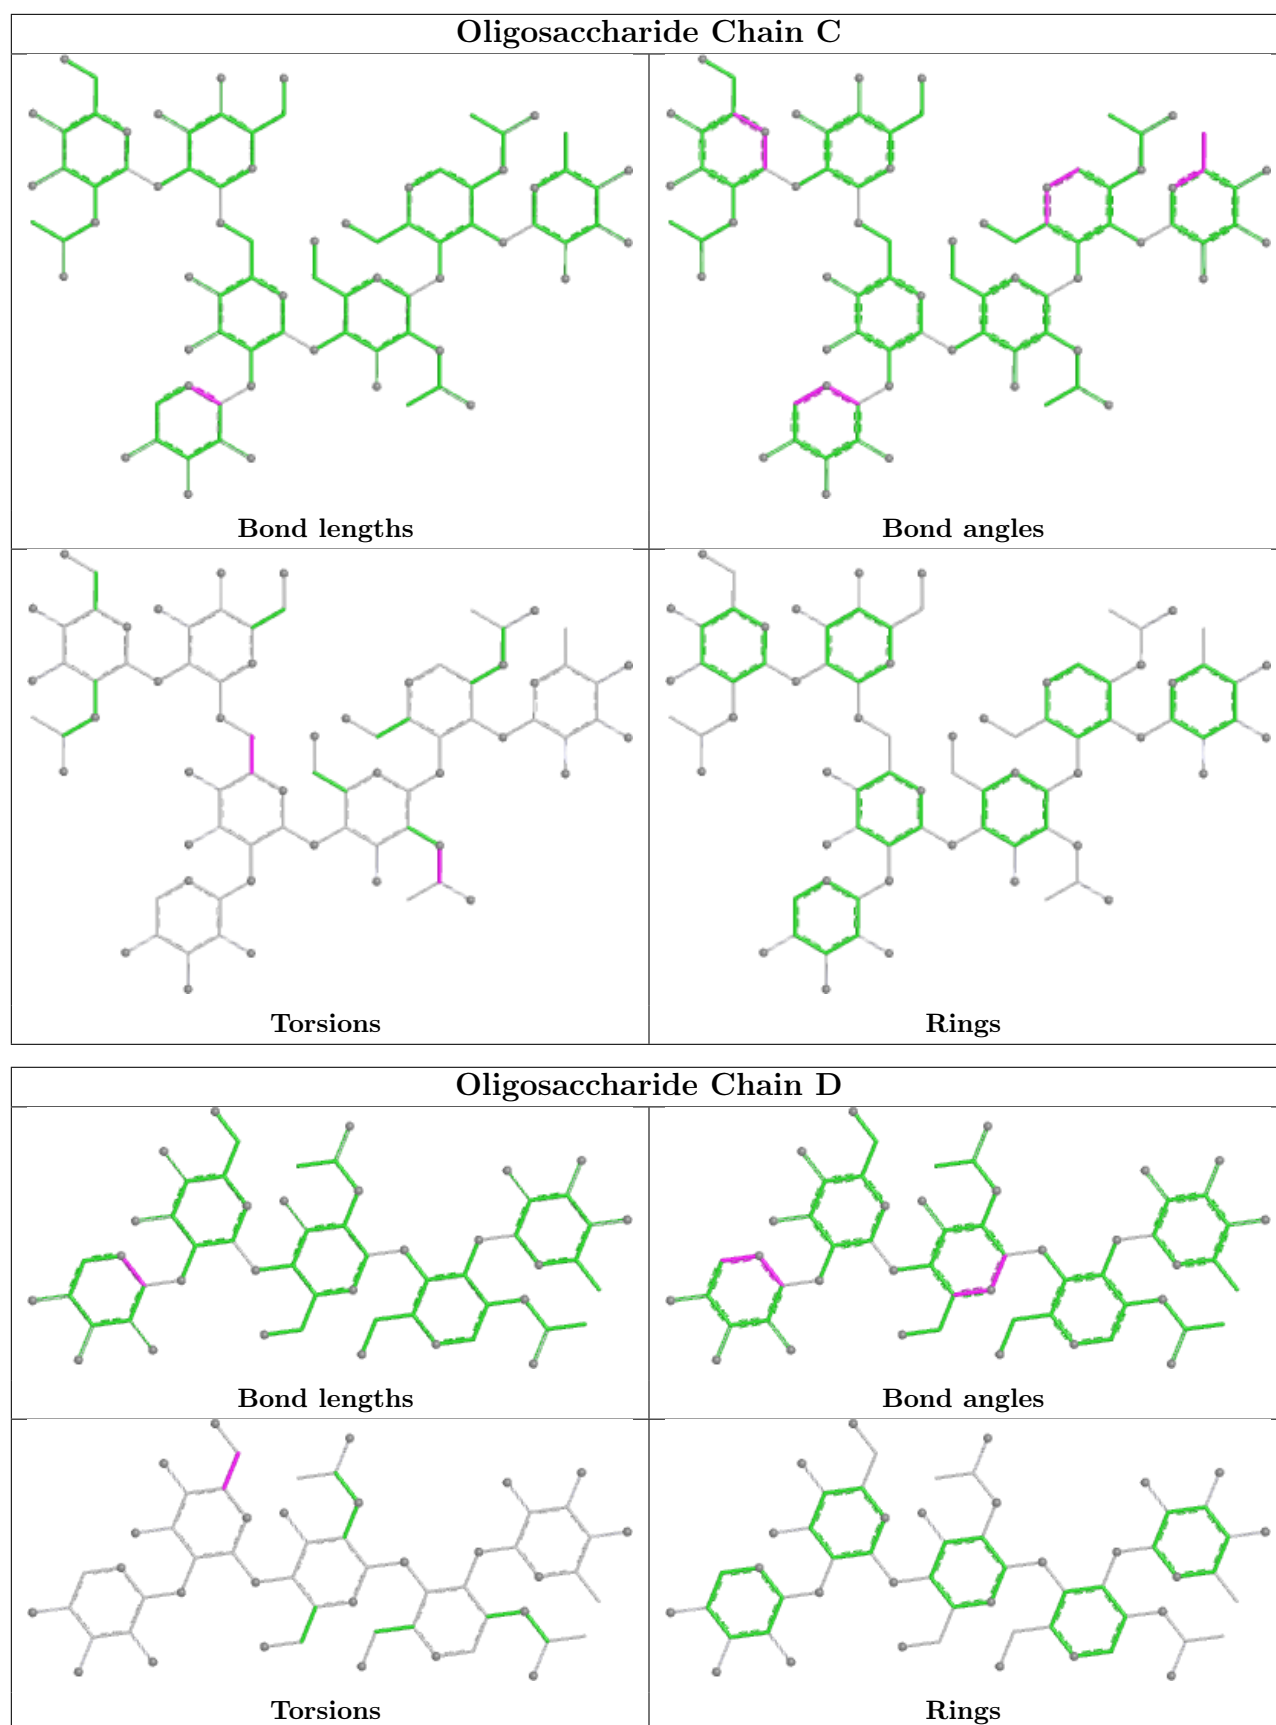 Oligosaccharide Chain C
Bond lengths
Bond angles
Torsions
Rings
Oligosaccharide Chain D
Bond lengths
Bond angles
Torsions
Rings